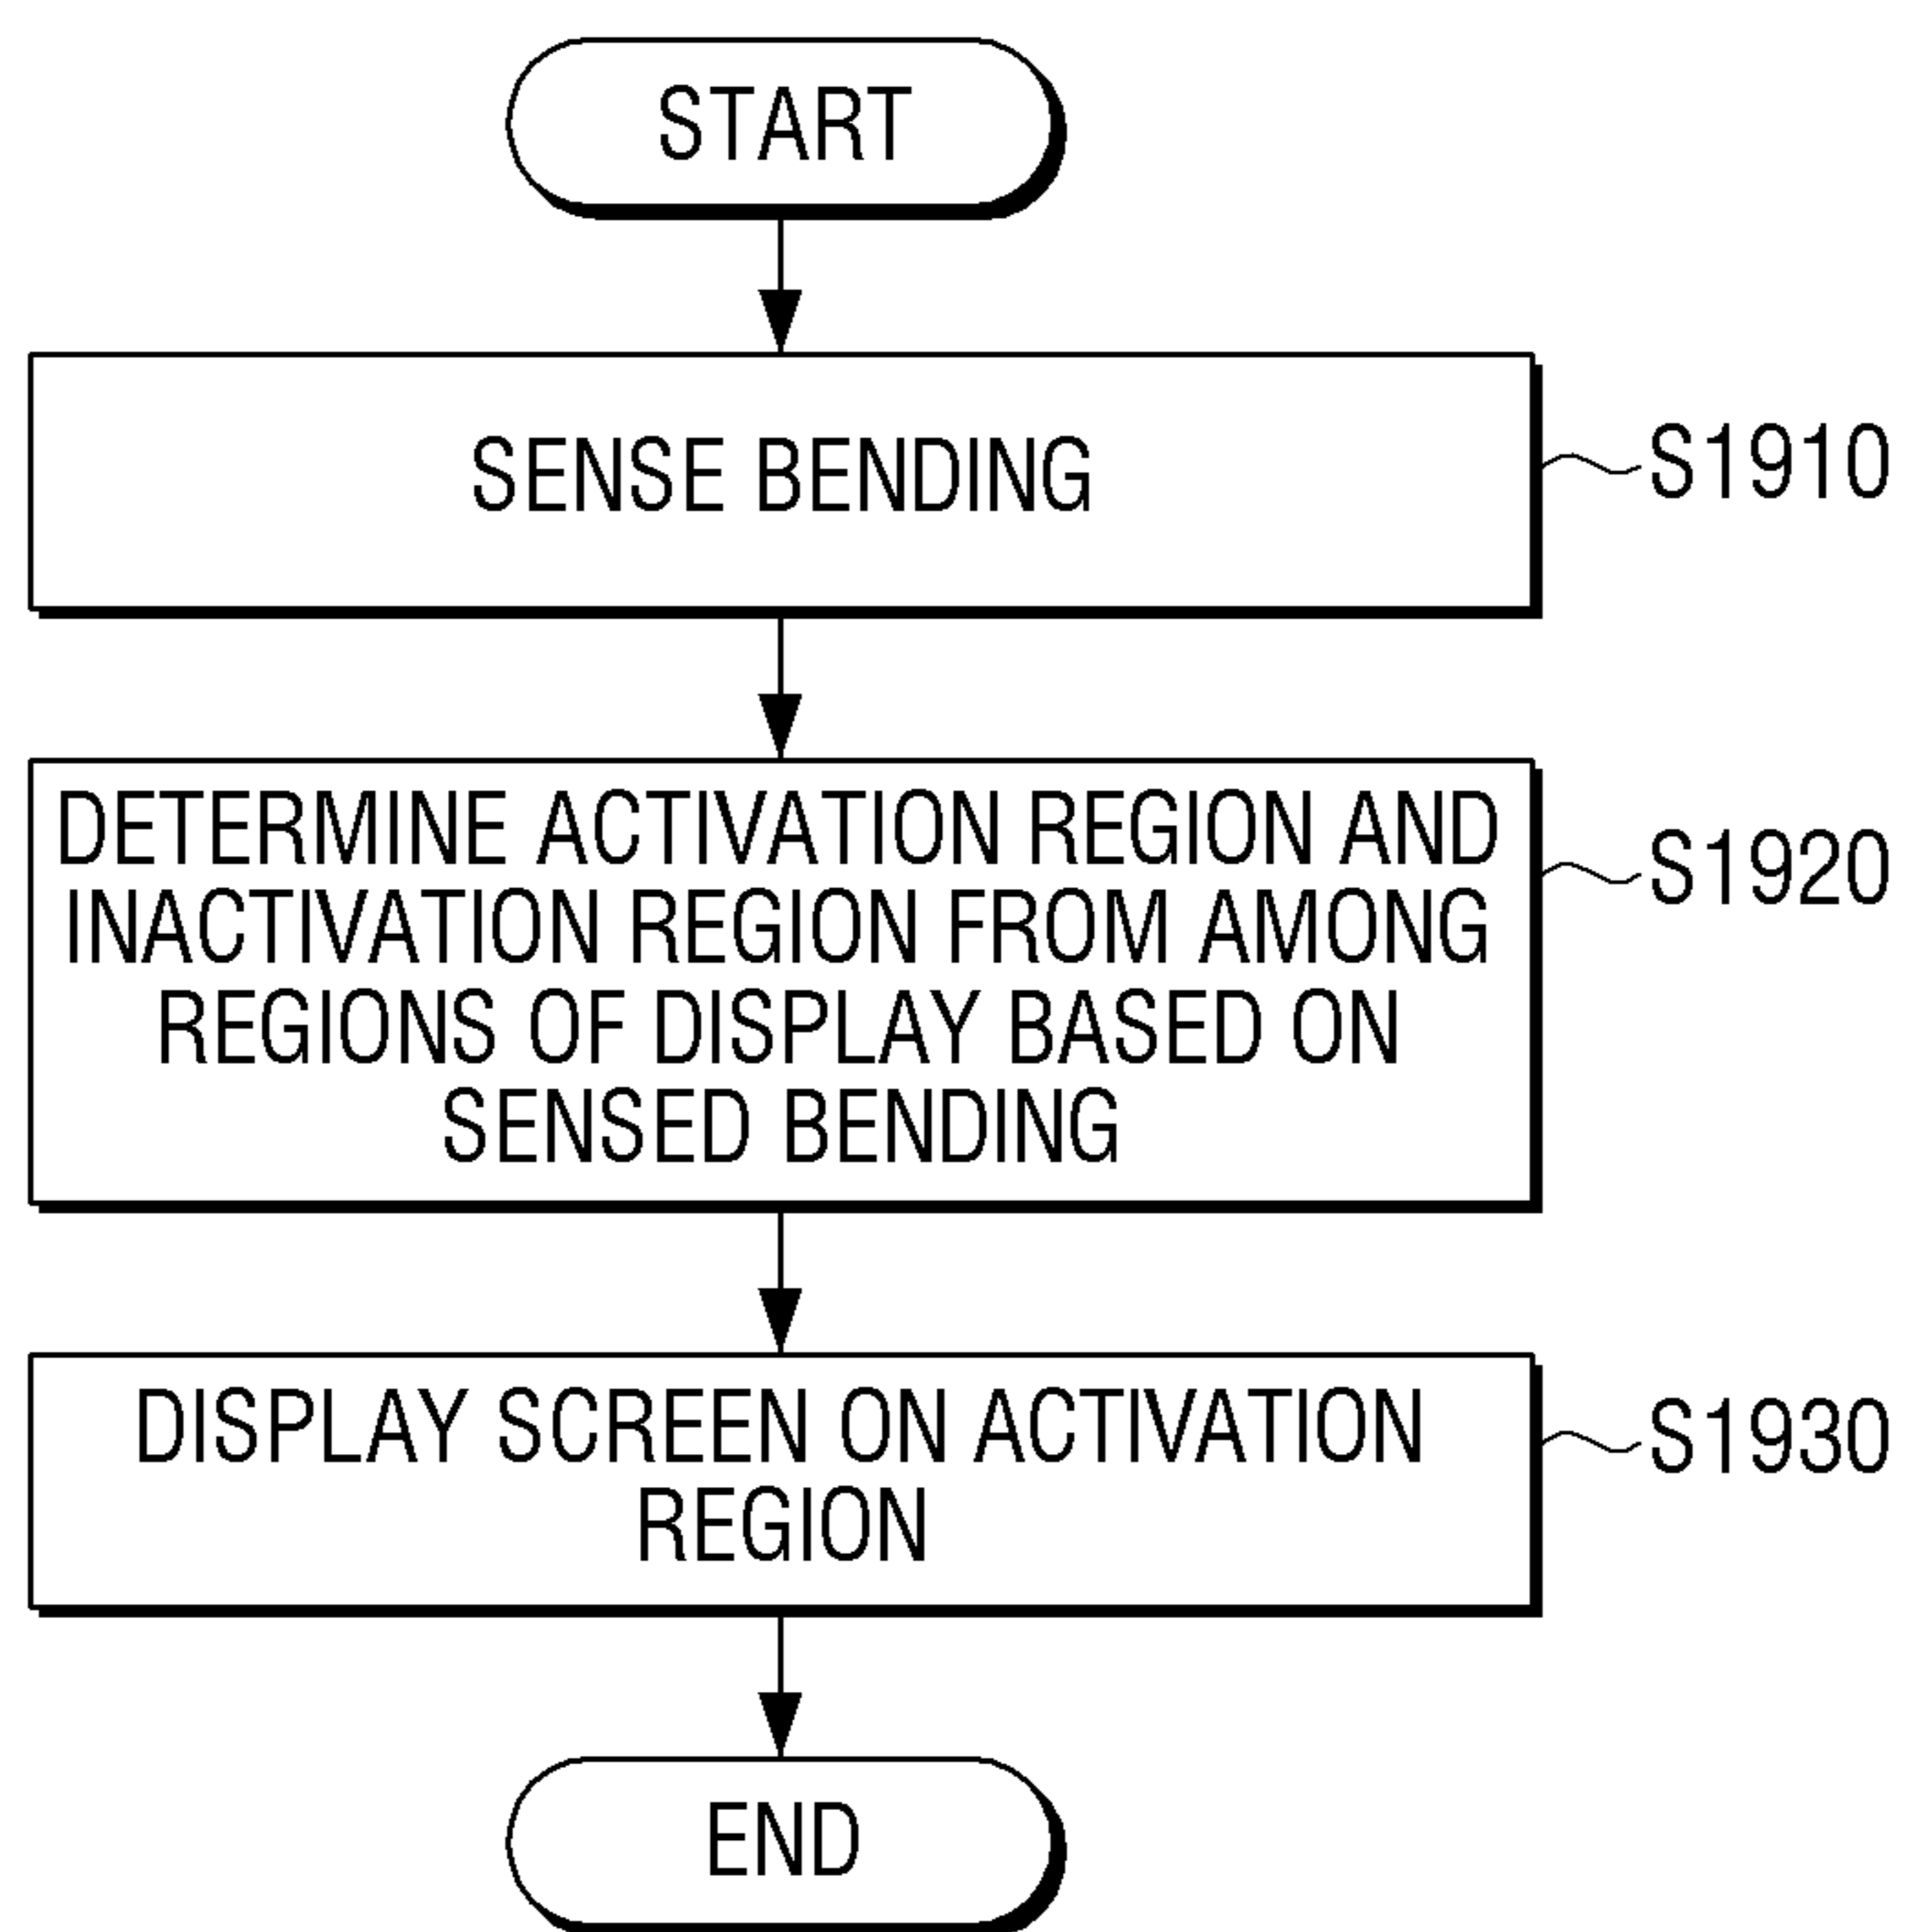 START
SENSE BENDING
S1910
DETERMINE ACTIVATION REGION AND
INACTIVATION REGION FROM AMONG
REGIONS OF DISPLAY BASED ON
SENSED BENDING
S1920
DISPLAY SCREEN ON ACTIVATION
REGION
S1930
END